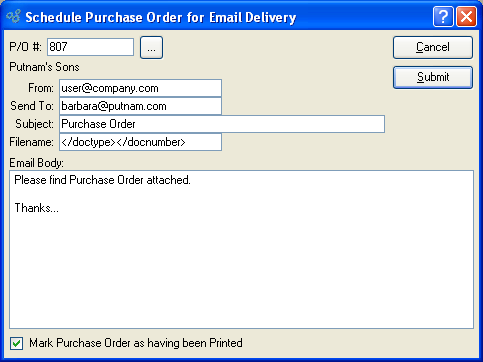 Schedule Purchase Order for Email Delivery
P/O #: 807 ...
Cancel
Putnam's Sons
Submit
From: user@company.com
Send To: barbara@putnam.com
Subject: Purchase Order
Filename: </doctype></docnumber>
Email Body:
Please find Purchase Order attached.
Thanks...
Mark Purchase Order as having been Printed